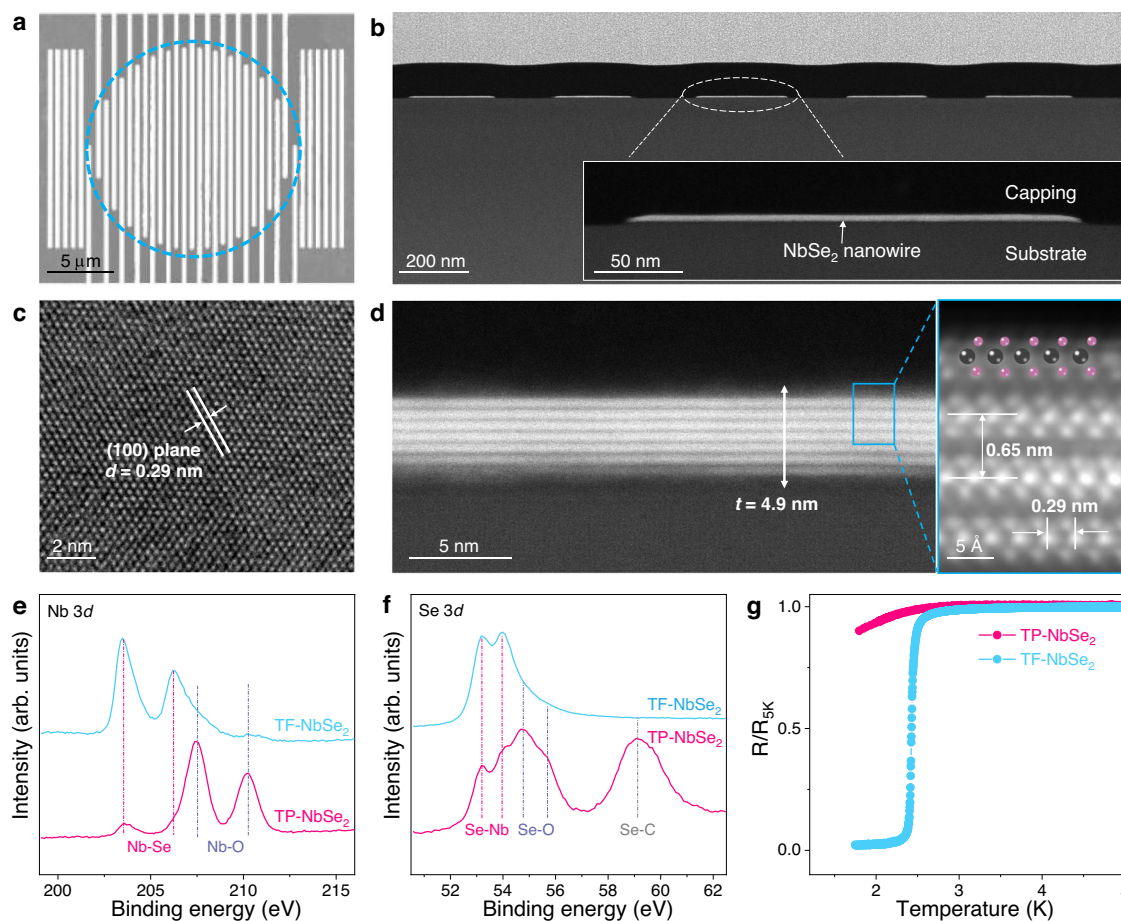 a
5 μm
b
200 nm
50 nm
NbSe₂ nanowire
Capping
Substrate
c
(100) plane
d = 0.29 nm
2 nm
d
t = 4.9 nm
5 nm
0.65 nm
0.29 nm
5 Å
e
Nb 3d
Intensity (arb. units)
TF-NbSe₂
TP-NbSe₂
Nb-Se
Nb-O
200 205 210 215
Binding energy (eV)
f
Se 3d
Intensity (arb. units)
TF-NbSe₂
TP-NbSe₂
Se-Nb
Se-O
Se-C
52 54 56 58 60 62
Binding energy (eV)
g
R/R5K
1.0
0.5
0.0
TP-NbSe₂
TF-NbSe₂
2 3 4
Temperature (K)